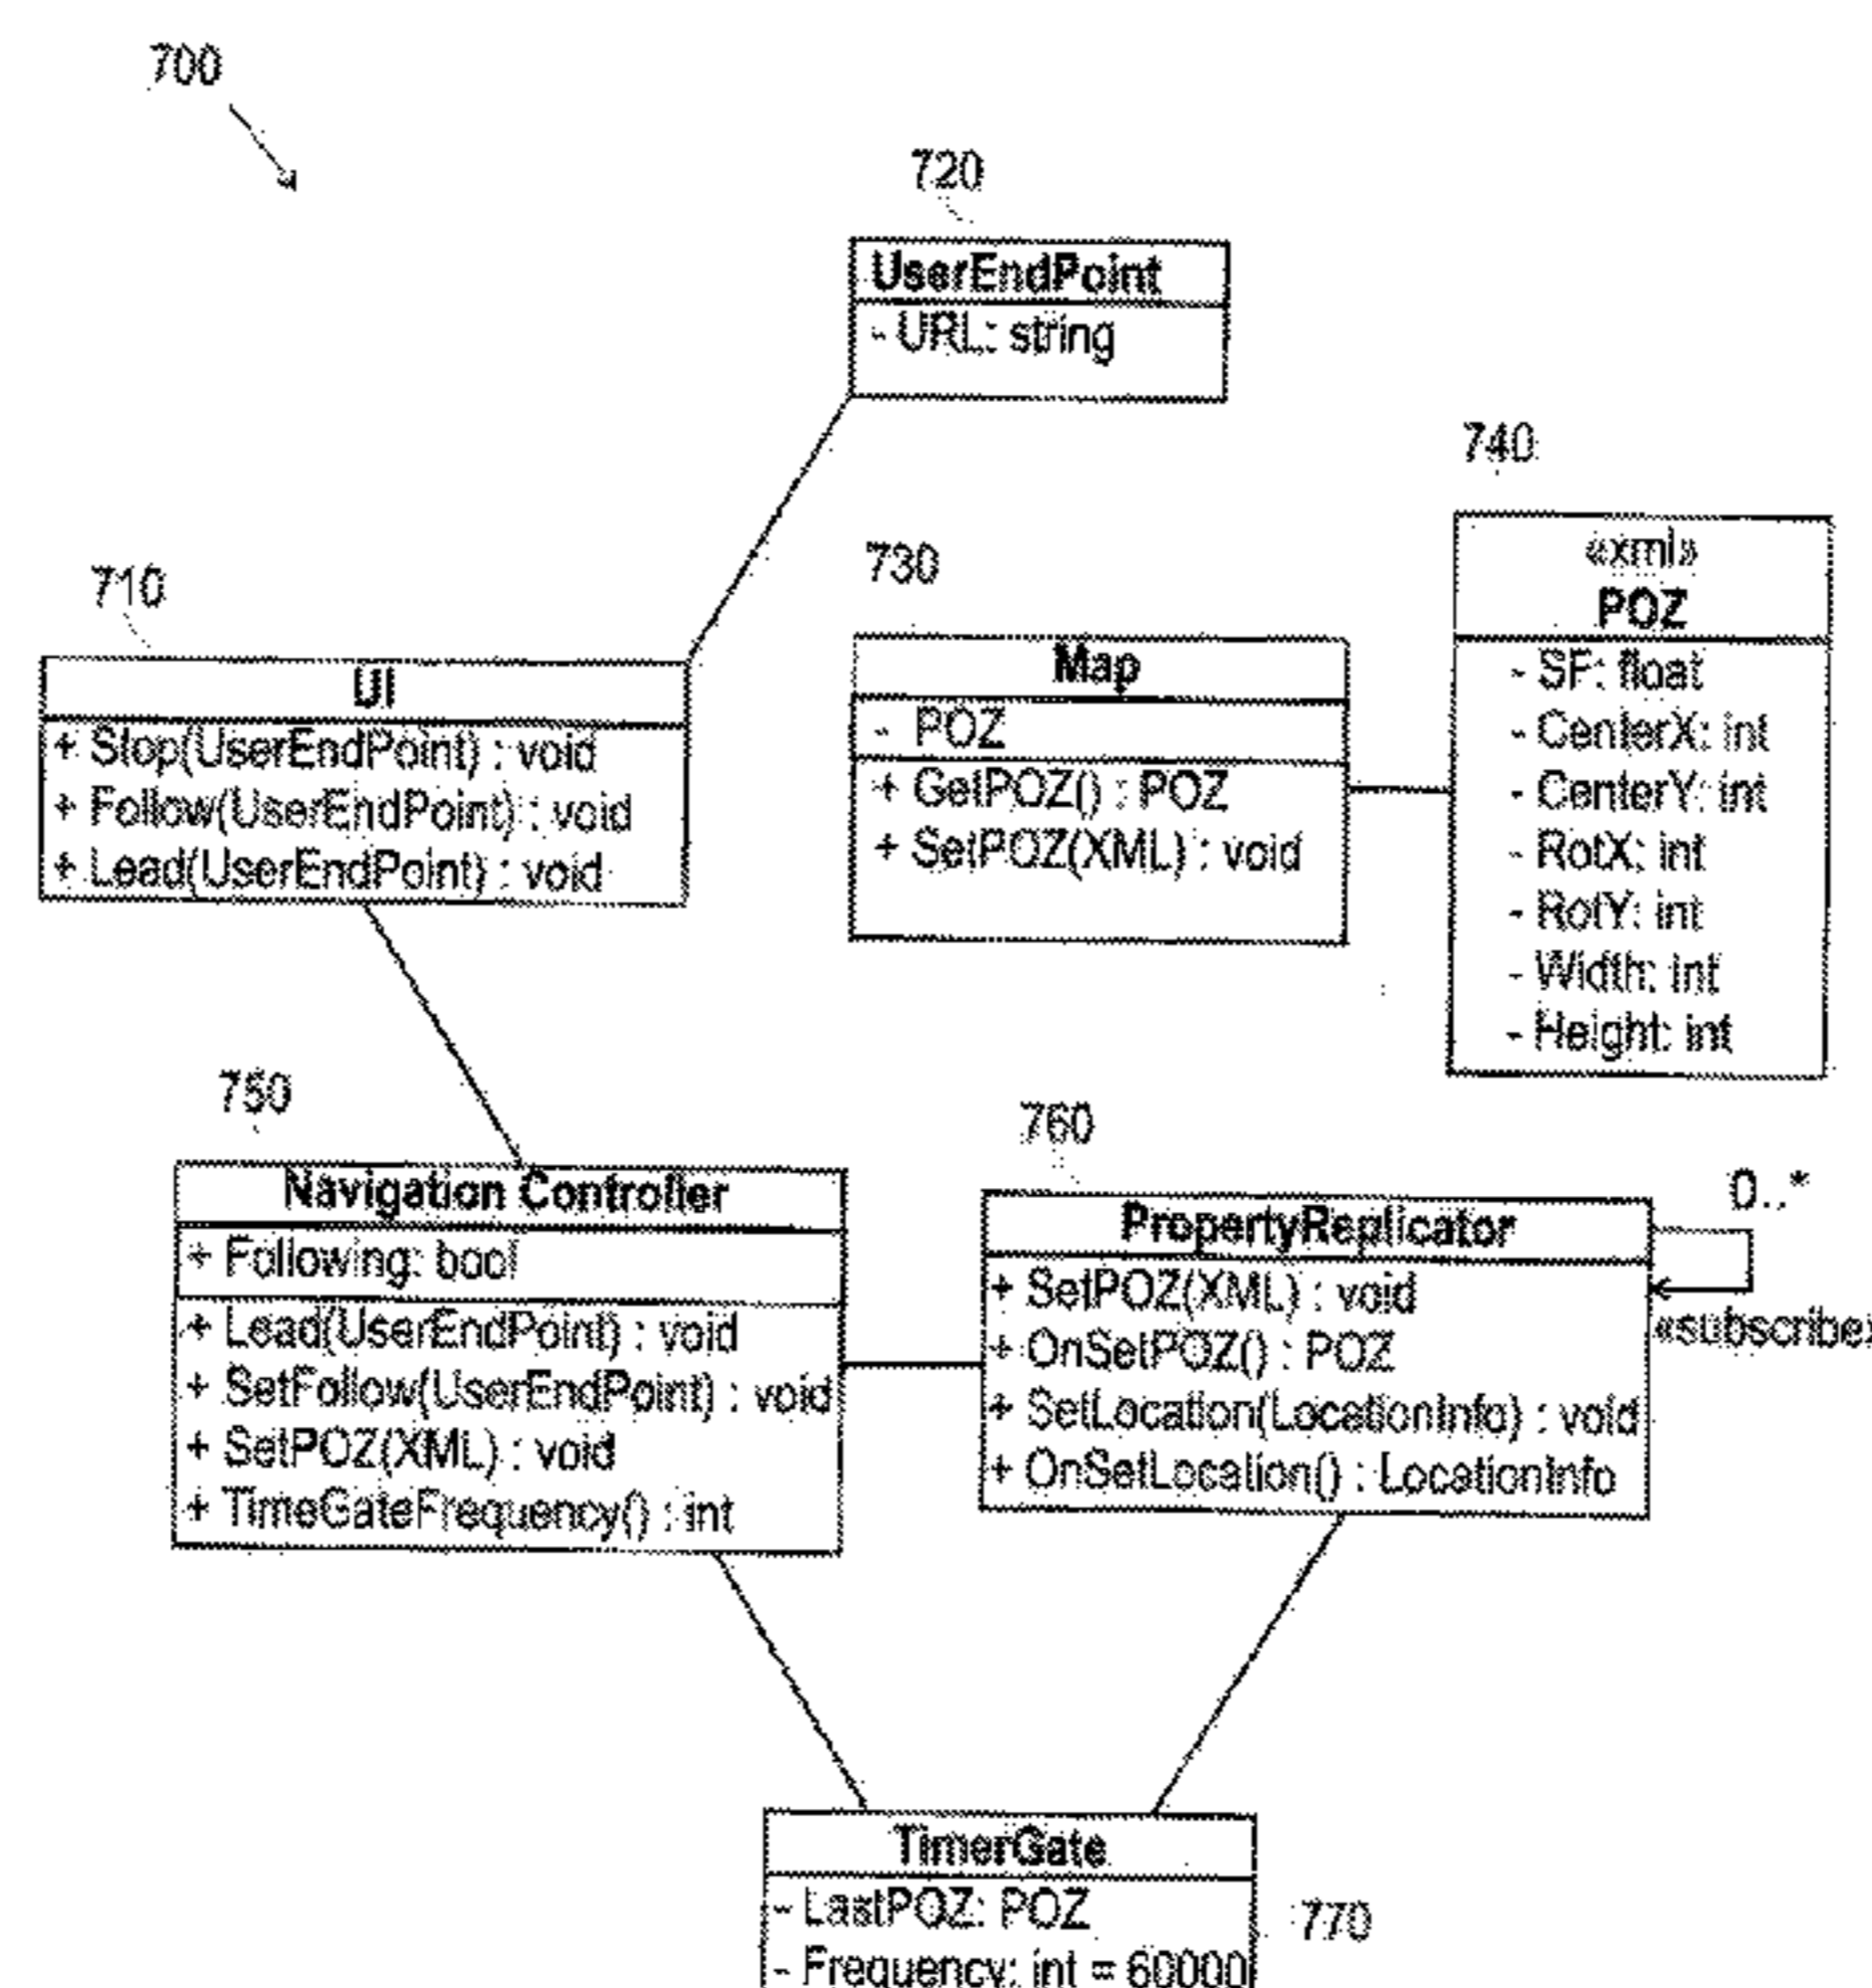 700
720
UserEndPoint
- URL: string
740
«xml»
POZ
- SF: float
- CenterX: int
- CenterY: int
- RotX: int
- RotY: int
- Width: int
- Height: int
730
Map
- POZ
+ GetPOZ() : POZ
+ SetPOZ(XML) : void
710
UI
+ Stop(UserEndPoint) : void
+ Follow(UserEndPoint) : void
+ Lead(UserEndPoint) : void
750
Navigation Controller
+ Following: bool
+ Lead(UserEndPoint) : void
+ SetFollow(UserEndPoint) : void
+ SetPOZ(XML) : void
+ TimeGateFrequency() : int
760
PropertyReplicator
+ SetPOZ(XML) : void
+ OnSetPOZ() : POZ
+ SetLocation(LocationInfo) : void
+ OnSetLocation() : LocationInfo
0..*
«subscribe»
TimerGate
- LastPOZ: POZ
- Frequency: int = 60000
770